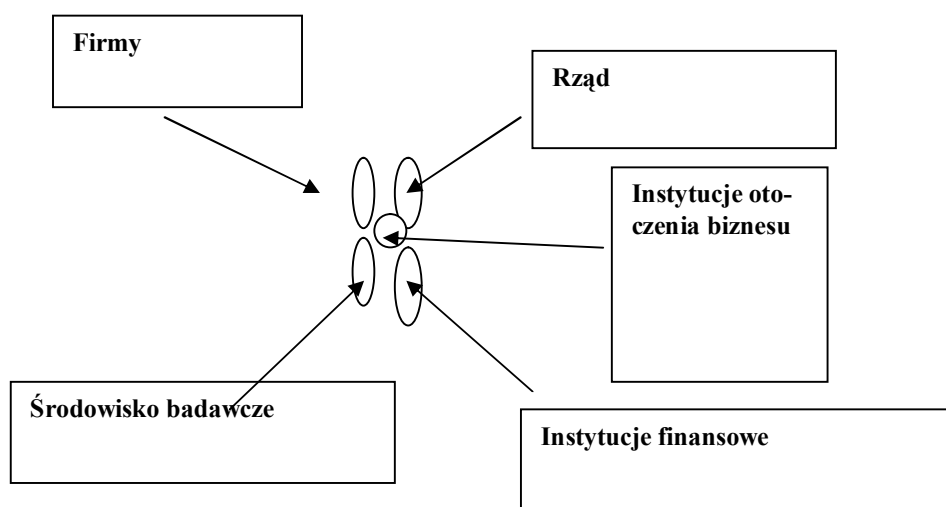 Firmy
Rząd
Instytucje oto-
czenia biznesu
Środowisko badawcze
Instytucje finansowe